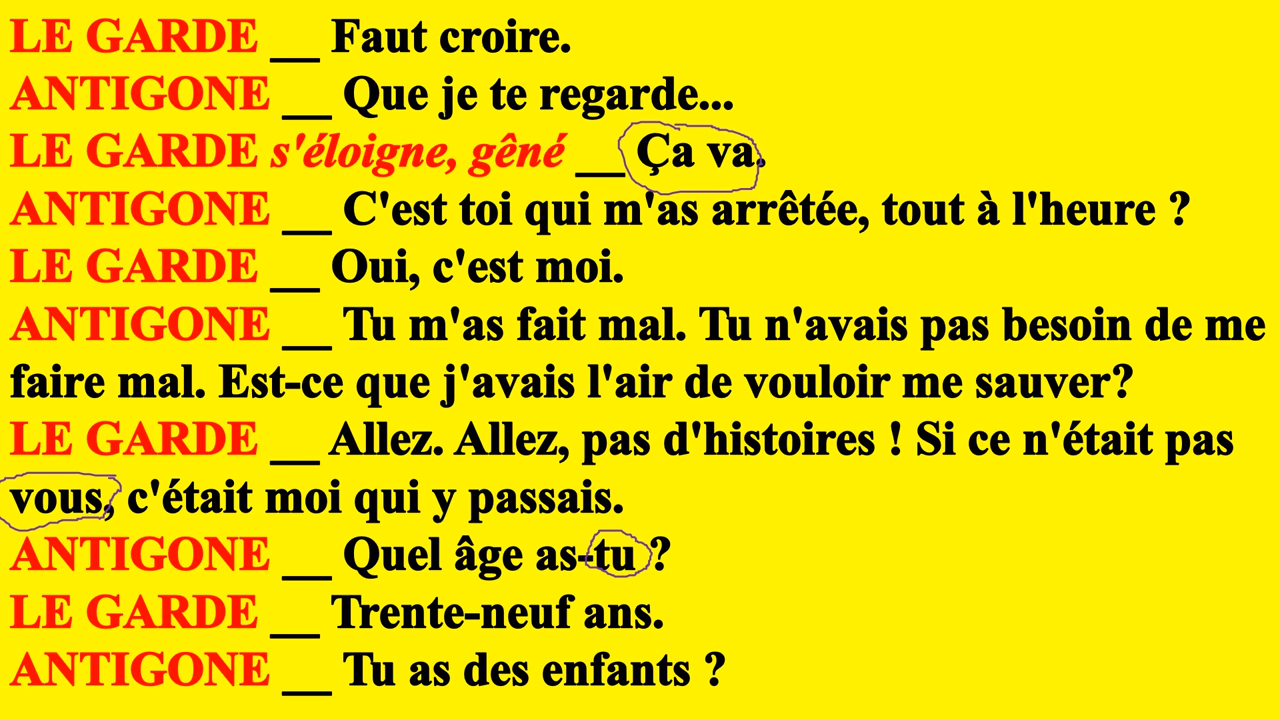 LE GARDE __ Faut croire.
ANTIGONE __ Que je te regarde...
LE GARDE s'éloigne, gêné __ Ça va.
ANTIGONE __ C'est toi qui m'as arrêtée, tout à l'heure ?
LE GARDE __ Oui, c'est moi.
ANTIGONE __ Tu m'as fait mal. Tu n'avais pas besoin de me
faire mal. Est-ce que j'avais l'air de vouloir me sauver?
LE GARDE __ Allez. Allez, pas d'histoires ! Si ce n'était pas
vous, c'était moi qui y passais.
ANTIGONE __ Quel âge as-tu ?
LE GARDE __ Trente-neuf ans.
ANTIGONE __ Tu as des enfants ?